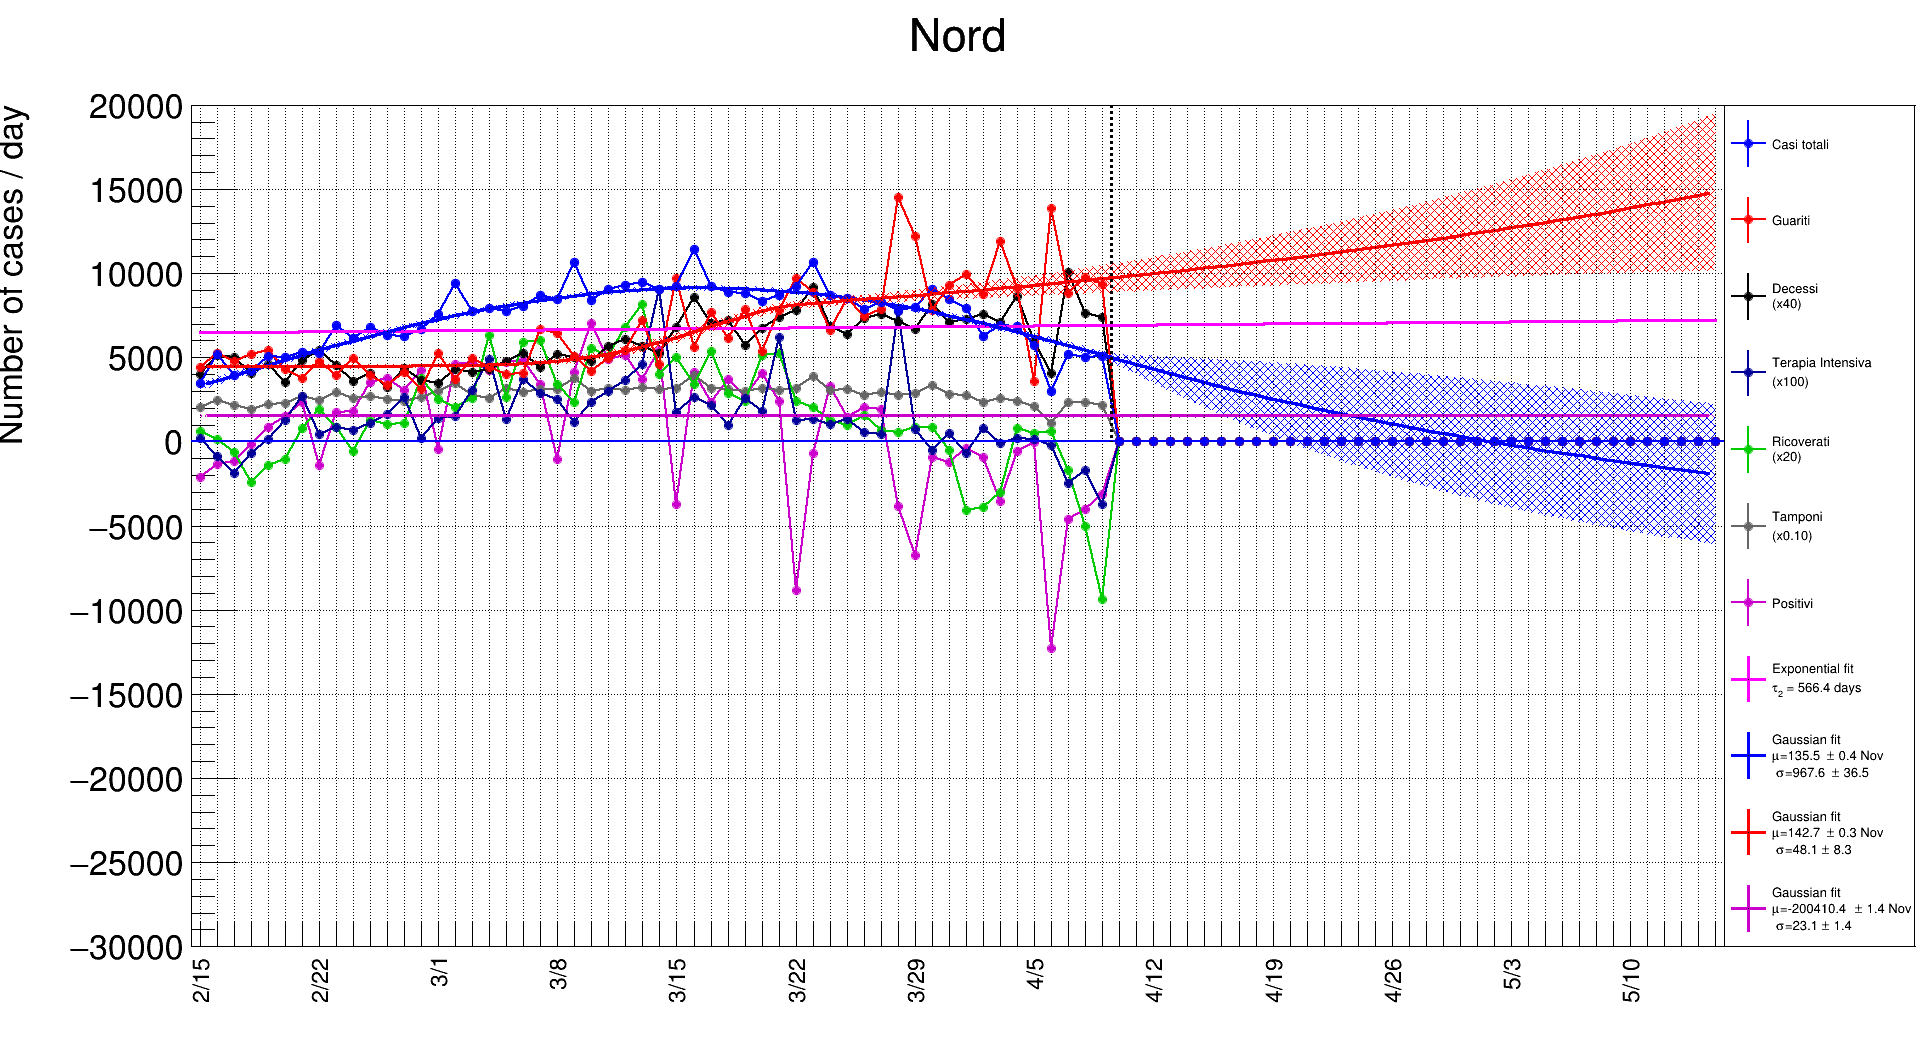 Nord
Number of cases / day
20000
15000
10000
5000
0
−5000
−10000
−15000
−20000
−25000
−30000
2/15
2/22
3/1
3/8
3/15
3/22
3/29
4/5
4/12
4/19
4/26
5/3
5/10
Casi totali
Guariti
Decessi
(x40)
Terapia Intensiva
(x100)
Ricoverati
(x20)
Tamponi
(x0.10)
Positivi
Exponential fit
τ2 = 566.4 days
Gaussian fit
μ=135.5 ± 0.4 Nov
σ=967.6 ± 36.5
Gaussian fit
μ=142.7 ± 0.3 Nov
σ=48.1 ± 8.3
Gaussian fit
μ=-200410.4 ± 1.4 Nov
σ=23.1 ± 1.4